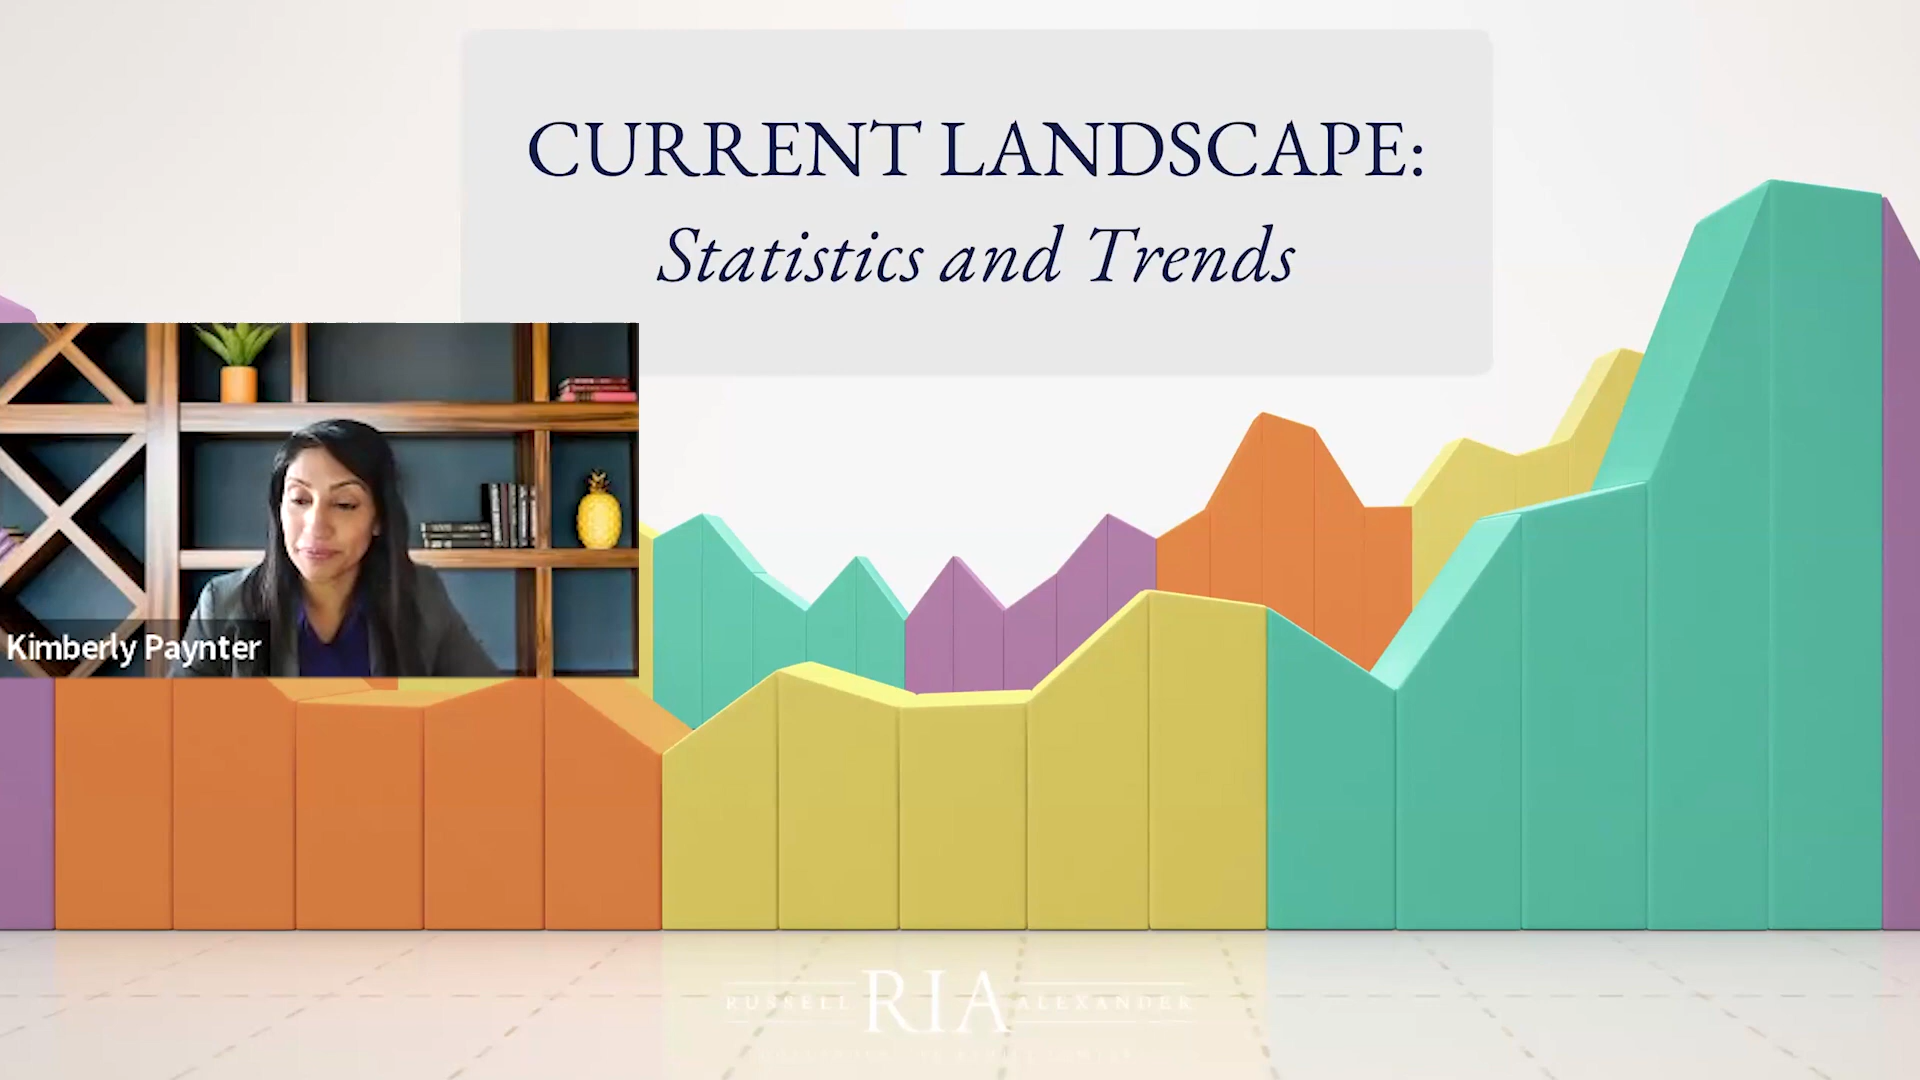 CURRENT LANDSCAPE:
Statistics and Trends
Kimberly Paynter
RUSSELL RIA ALEXANDER